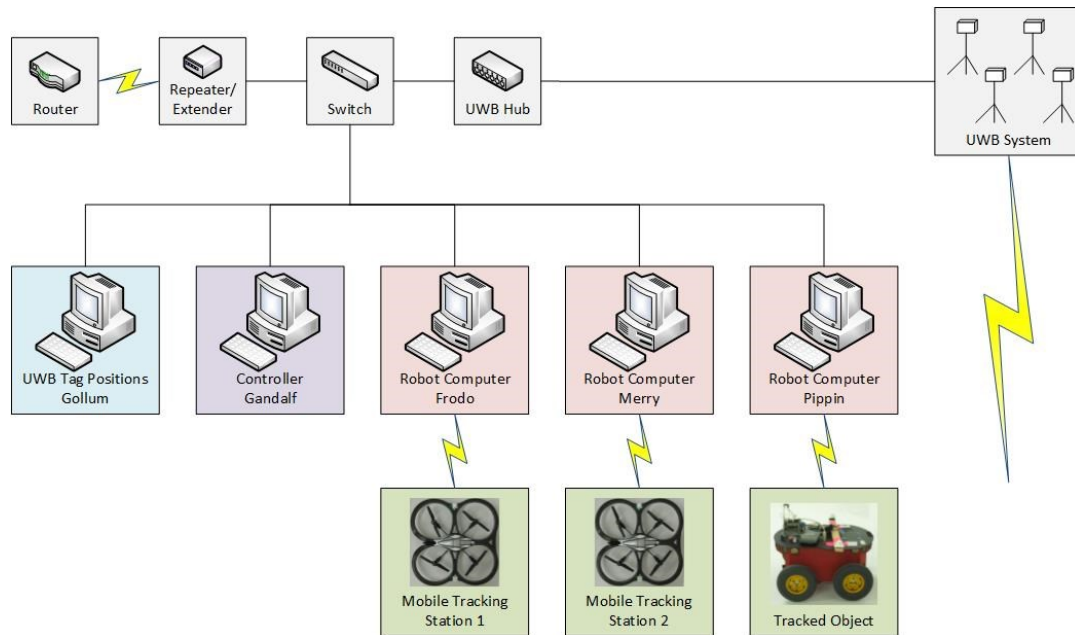 Router
Repeater/
Extender
Switch
UWB Hub
UWB System
UWB Tag Positions
Gollum
Controller
Gandalf
Robot Computer
Frodo
Robot Computer
Merry
Robot Computer
Pippin
Mobile Tracking
Station 1
Mobile Tracking
Station 2
Tracked Object